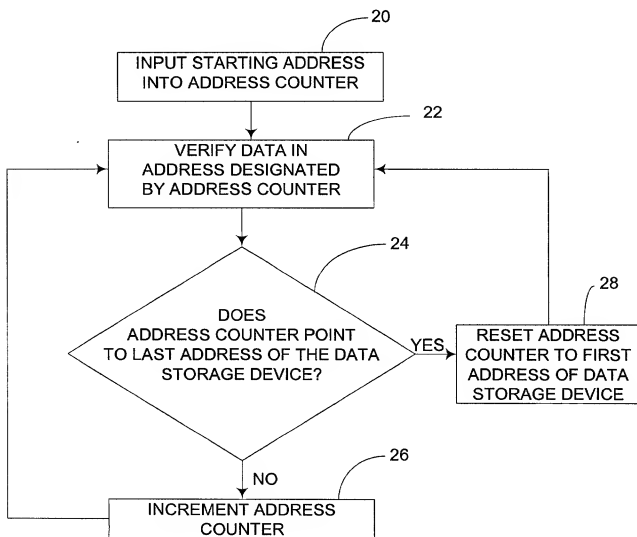 20
INPUT STARTING ADDRESS
INTO ADDRESS COUNTER
22
VERIFY DATA IN
ADDRESS DESIGNATED
BY ADDRESS COUNTER
24
DOES
ADDRESS COUNTER POINT
TO LAST ADDRESS OF THE DATA
STORAGE DEVICE?
YES
28
RESET ADDRESS
COUNTER TO FIRST
ADDRESS OF DATA
STORAGE DEVICE
NO
26
INCREMENT ADDRESS
COUNTER